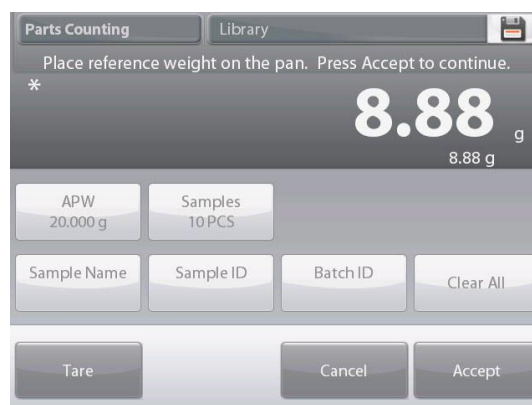 Parts Counting
Library
Place reference weight on the pan. Press Accept to continue.
*
8.88 g
8.88 g
APW
20.000 g
Samples
10 PCS
Sample Name
Sample ID
Batch ID
Clear All
Tare
Cancel
Accept